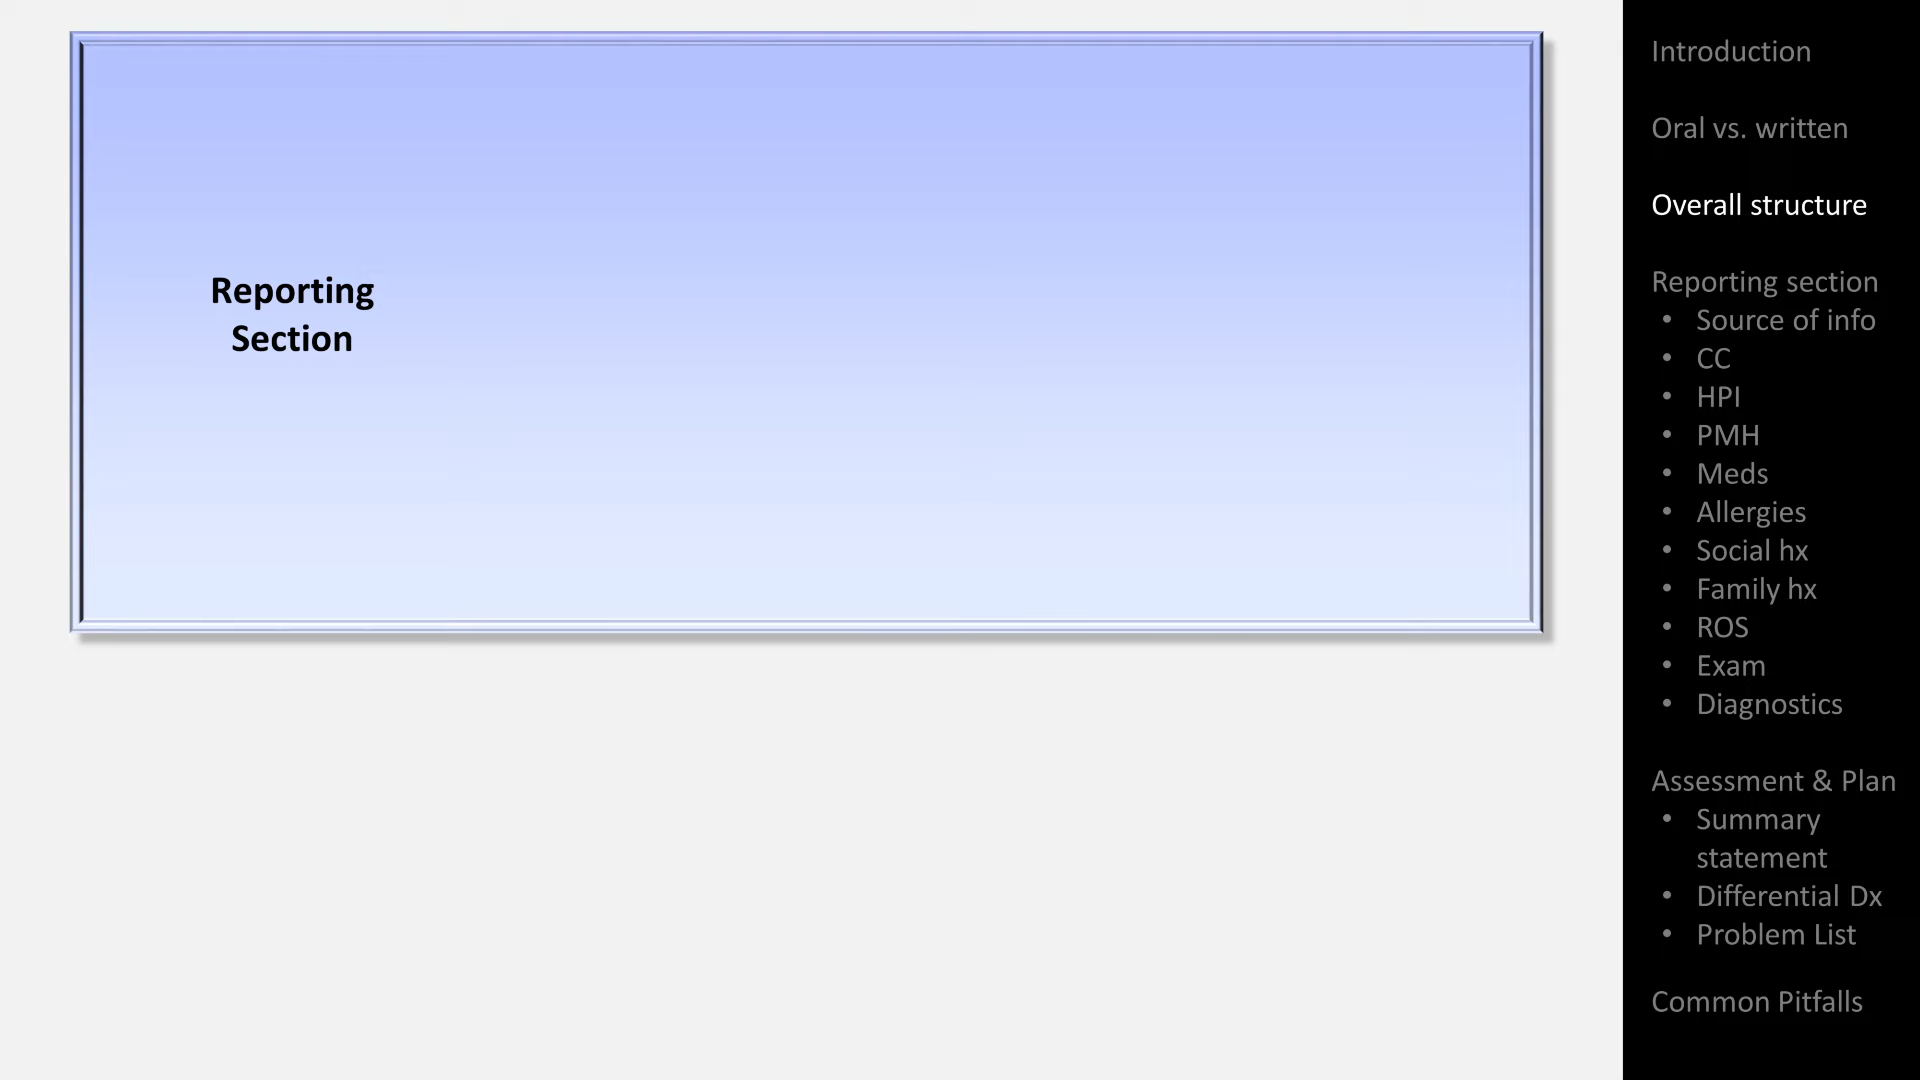 Reporting
Section
Introduction
Oral vs. written
Overall structure
Reporting section
• Source of info
• CC
• HPI
• PMH
• Meds
• Allergies
• Social hx
• Family hx
• ROS
• Exam
• Diagnostics
Assessment & Plan
• Summary
statement
• Differential Dx
• Problem List
Common Pitfalls